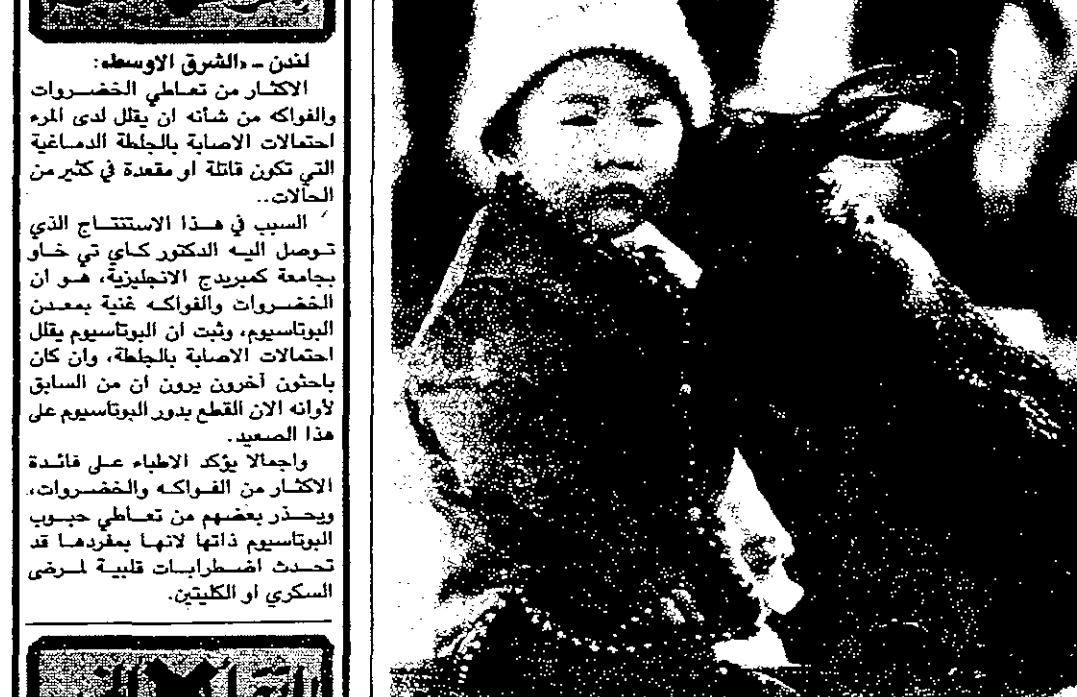 لندن ـ «الشرق الاوسط»:
الاكثار من تعاطي الخضروات
والفواكه من شأنه ان يقلل لدى المرء
احتمالات الاصابة بالجلطة الدماغية
التي تكون قاتلة او مقعدة في كثير من
الحالات..
السبب في هذا الاستنتاج الذي
توصل اليه الدكتور كاي تي خاو
بجامعة كمبريدج الانجليزية، هو ان
الخضروات والفواكه غنية بمعدن
البوتاسيوم، وثبت ان البوتاسيوم يقلل
احتمالات الاصابة بالجلطة، وان كان
باحثون آخرون يرون ان من السابق
لأوانه الان القطع بدور البوتاسيوم على
هذا الصعيد.
واجمالا يؤكد الاطباء على فائدة
الاكثار من الفواكه والخضروات،
ويحذر بعضهم من تعاطي حبوب
البوتاسيوم ذاتها لانها بمفردها قد
تحدث اضطرابات قلبية لمرضى
السكري او الكليتين.